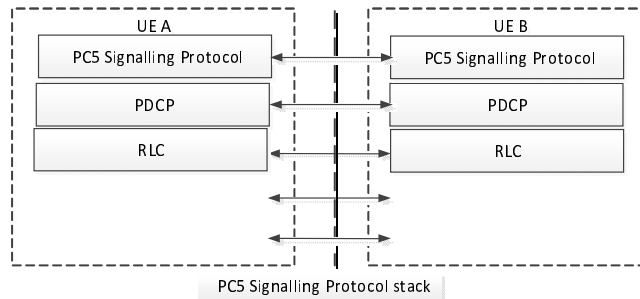 UE A
UE B
PC5 Signalling Protocol
PC5 Signalling Protocol
PDCP
PDCP
RLC
RLC
PC5 Signalling Protocol stack